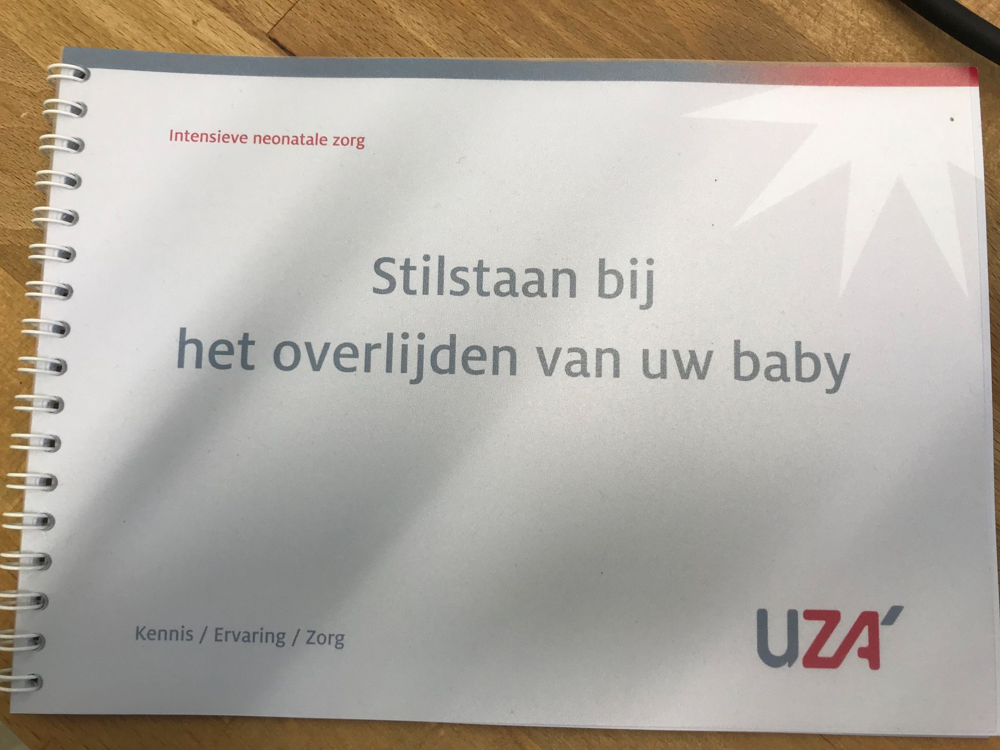 Intensieve neonatale zorg
Stilstaan bij
het overlijden van uw baby
Kennis / Ervaring / Zorg
UZA